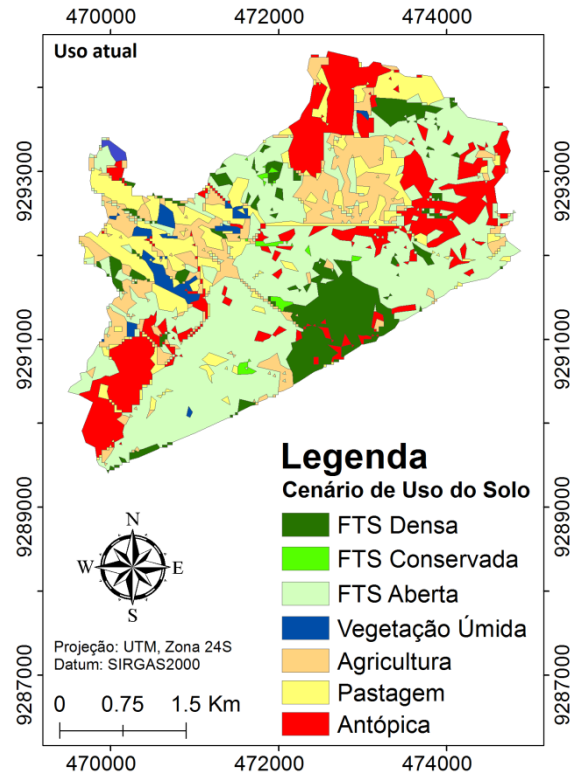 470000 472000 474000
Uso atual
9293000
9293000
9291000
9291000
9289000
9289000
9287000
9287000
Legenda
Cenário de Uso do Solo
FTS Densa
FTS Conservada
FTS Aberta
Vegetação Úmida
Agricultura
Pastagem
Antópica
N
W E
S
Projeção: UTM, Zona 24S
Datum: SIRGAS2000
0 0.75 1.5 Km
470000 472000 474000